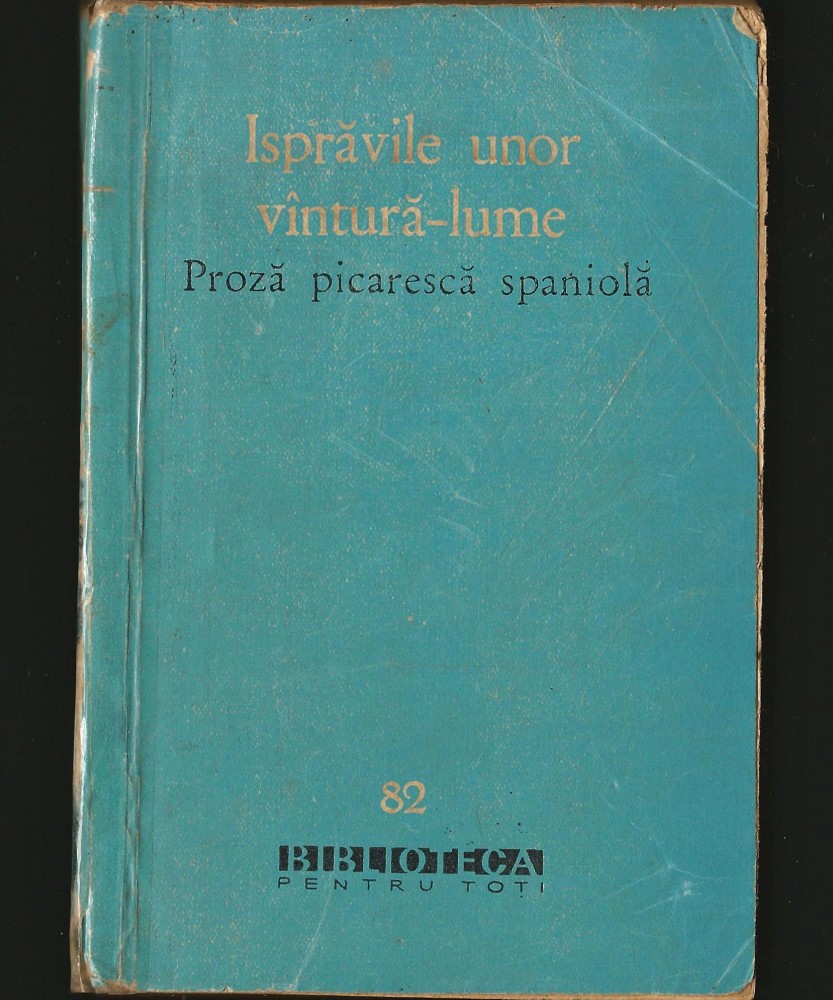 Isprăvile unor
vîntură-lume
Proză picarescă spaniolă
82
BIBLIOTECA
PENTRU TOȚI